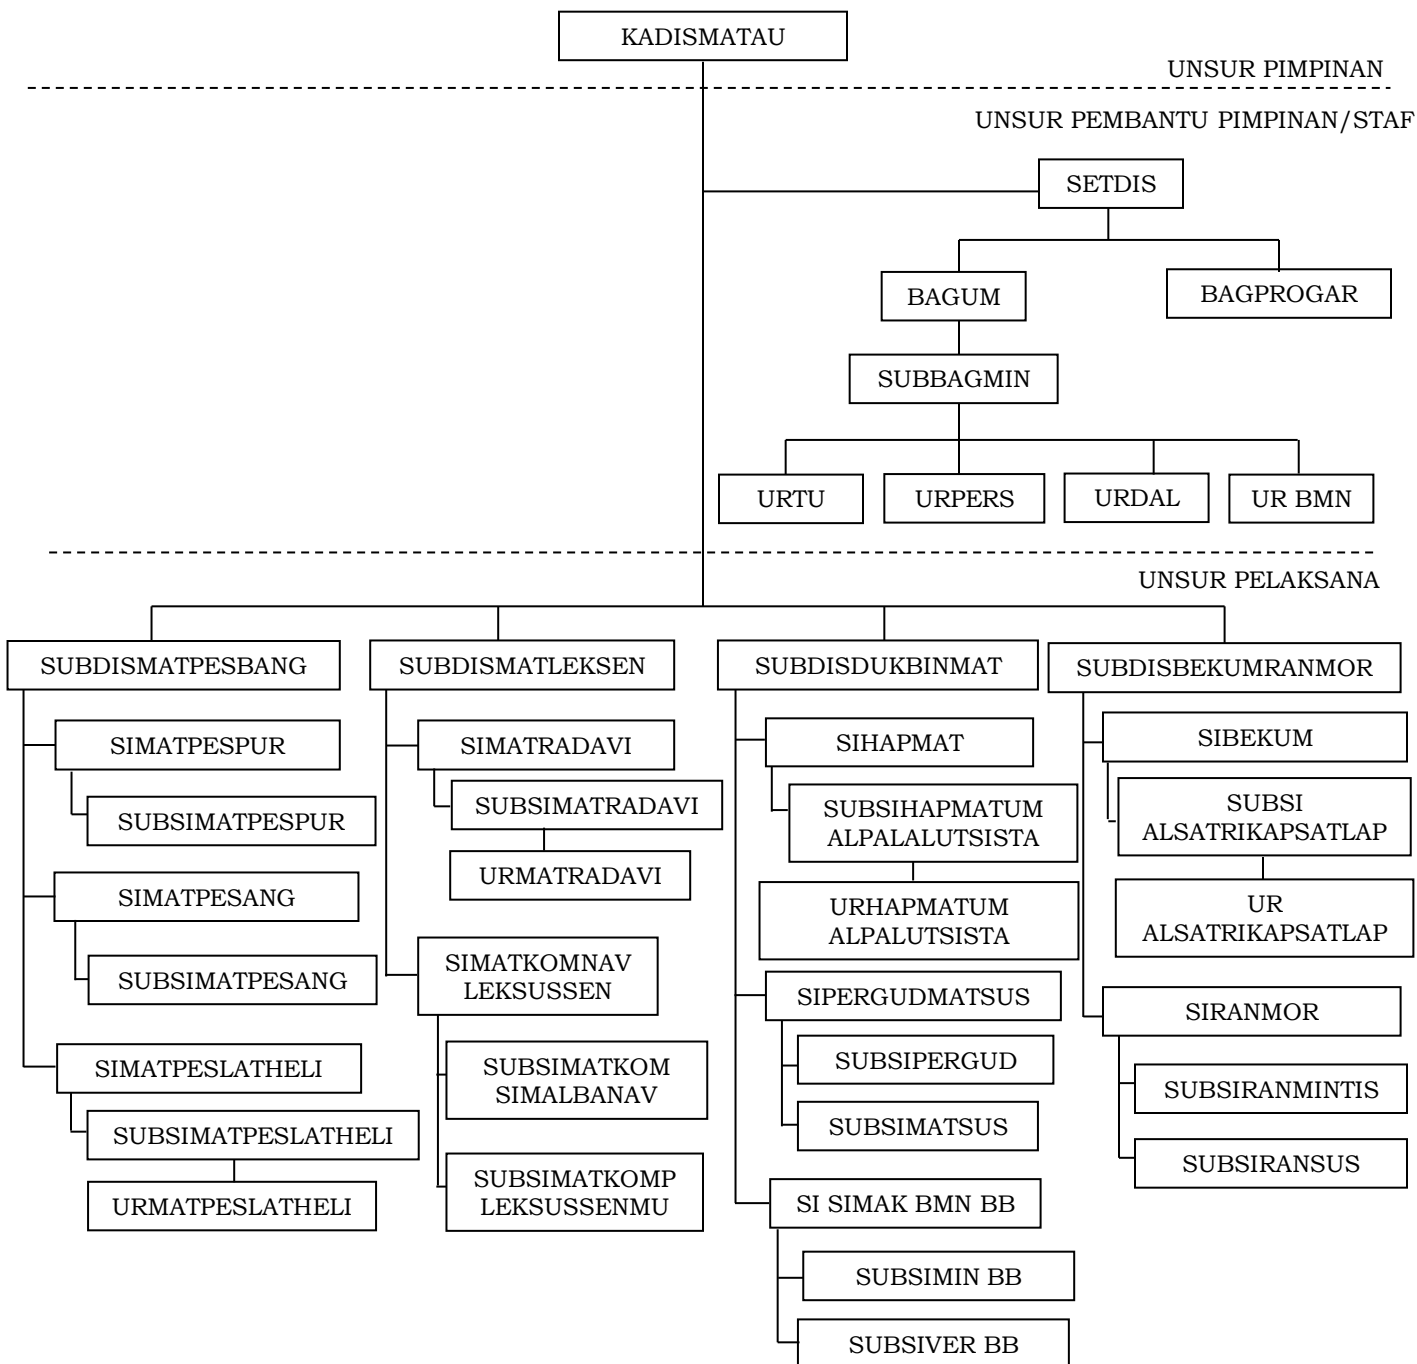 KADISMATAU
UNSUR PIMPINAN
UNSUR PEMBANTU PIMPINAN/STAF
SETDIS
BAGUM
BAGPROGAR
SUBBAGMIN
URTU
URPERS
URDAL
UR BMN
UNSUR PELAKSANA
SUBDISMATPESBANG
SIMATPESPUR
SUBSIMATPESPUR
SIMATPESANG
SUBSIMATPESANG
SIMATPESLATHELI
SUBSIMATPESLATHELI
URMATPESLATHELI
SUBDISMATLEKSEN
SIMATRADAVI
SUBSIMATRADAVI
URMATRADAVI
SIMATKOMNAV
LEKSUSSEN
SUBSIMATKOM
SIMALBANAV
SUBSIMATKOMP
LEKSUSSENMU
SUBDISDUKBINMAT
SIHAPMAT
SUBSIHAPMATUM
ALPALALUTSISTA
URHAPMATUM
ALPALUTSISTA
SIPERGUDMATSUS
SUBSIPERGUD
SUBSIMATSUS
SI SIMAK BMN BB
SUBSIMIN BB
SUBSIVER BB
SUBDISBEKUMRANMOR
SIBEKUM
SUBSI
ALSATRIKAPSATLAP
UR
ALSATRIKAPSATLAP
SIRANMOR
SUBSIRANMINTIS
SUBSIRANSUS